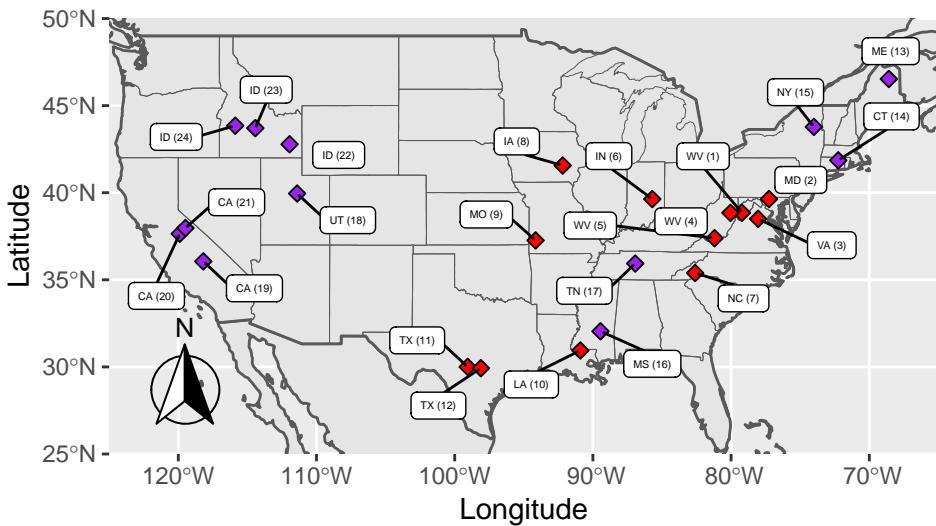 50°N
ME (13)
ID (23)
NY (15)
45°N
CT (14)
ID (24)
IA (8)
IN (6)
WV (1)
ID (22)
MD (2)
40°N
CA (21)
MO (9)
UT (18)
WV (5)
WV (4)
VA (3)
Latitude
35°N
CA (20)
CA (19)
TN (17)
NC (7)
N
TX (11)
30°N
MS (16)
LA (10)
TX (12)
25°N
120°W
110°W
100°W
90°W
80°W
70°W
Longitude